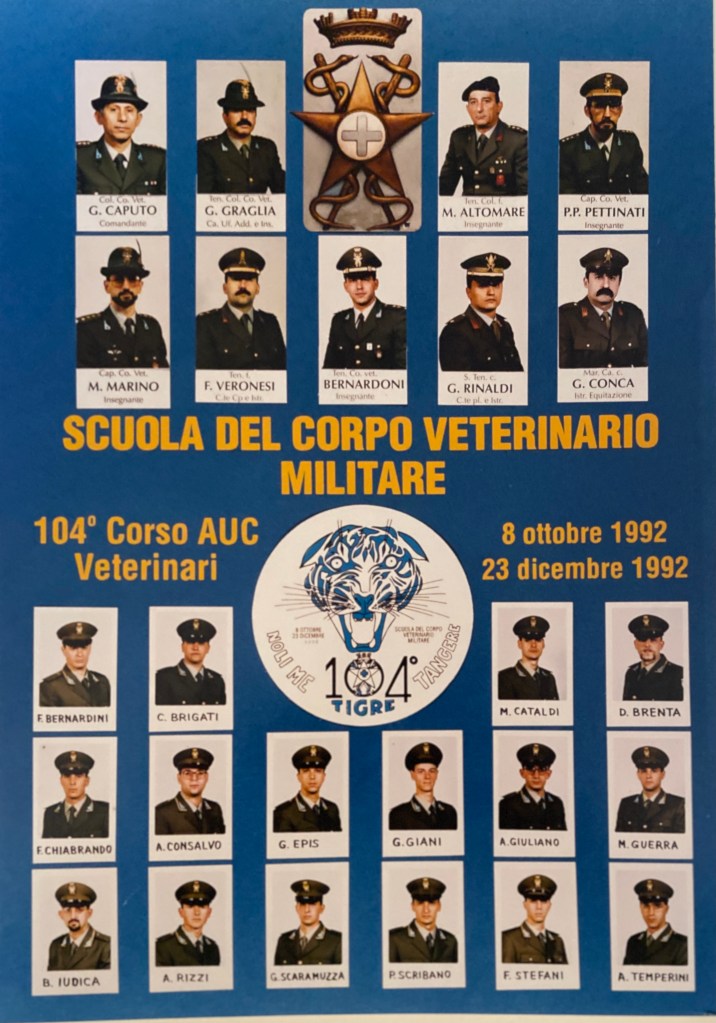 Col. Co. Vet.
G. CAPUTO
Comandante
Ten. Col. Co. Vet.
G. GRAGLIA
Ca. Uf. Add. e Ins.
Ten. Col. f.
M. ALTOMARE
Insegnante
Cap. Co. Vet.
P.P. PETTINATI
Insegnante
Cap. Co. Vet.
M. MARINO
Insegnante
Ten. f.
F. VERONESI
C.te Cp e Istr.
Ten. Co. vet.
BERNARDONI
Insegnante
S. Ten. c.
G. RINALDI
C.te pl. e Istr.
Mar. Ca. c.
G. CONCA
Istr. Equitazione
SCUOLA DEL CORPO VETERINARIO
MILITARE
104° Corso AUC
Veterinari
8 ottobre 1992
23 dicembre 1992
8 OTTOBRE
23 DICEMBRE
SCUOLA DEL CORPO
VETERINARIO
MILITARE
NOLI ME TANGERE
104°
TIGRE
F. BERNARDINI
C. BRIGATI
M. CATALDI
D. BRENTA
F. CHIABRANDO
A. CONSALVO
G. EPIS
G. GIANI
A. GIULIANO
M. GUERRA
B. IUDICA
A. RIZZI
G. SCARAMUZZA
P. SCRIBANO
F. STEFANI
A. TEMPERINI